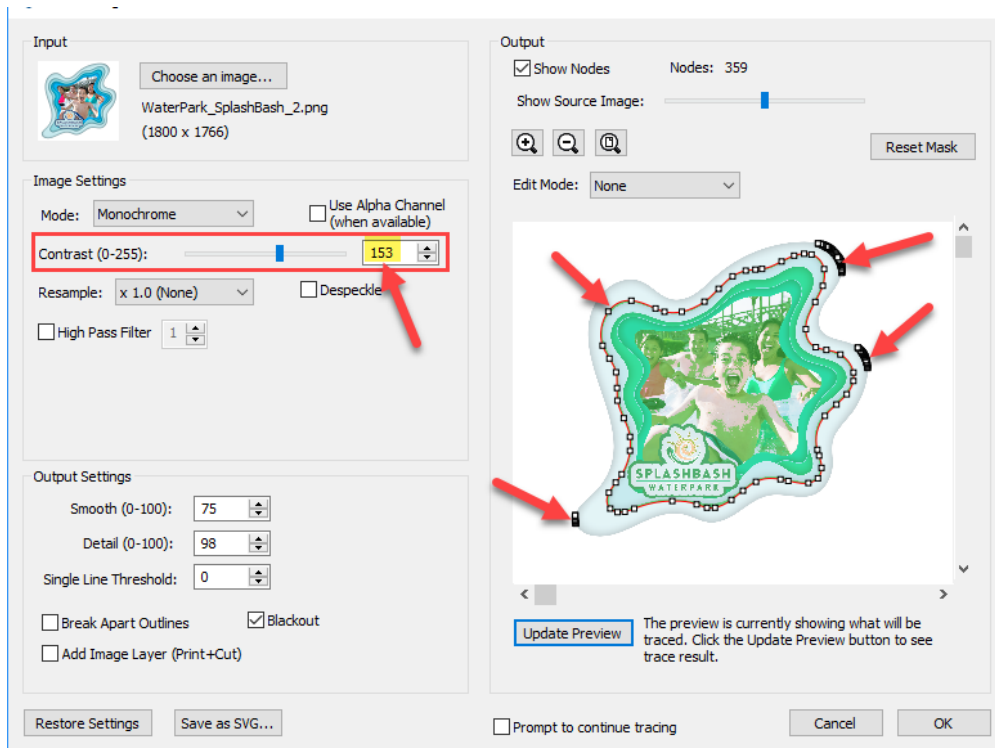 Input
Choose an image...
WaterPark_SplashBash_2.png
(1800 x 1766)
Image Settings
Mode: Monochrome
Use Alpha Channel
(when available)
Contrast (0-255): 153
Resample: x 1.0 (None)
Despeckle
High Pass Filter 1
Output Settings
Smooth (0-100): 75
Detail (0-100): 98
Single Line Threshold: 0
Break Apart Outlines
Blackout
Add Image Layer (Print+Cut)
Restore Settings
Save as SVG...
Output
Show Nodes
Nodes: 359
Show Source Image:
Reset Mask
Edit Mode: None
SPLASHBASH
WATERPARK
Update Preview
The preview is currently showing what will be
traced. Click the Update Preview button to see
trace result.
Prompt to continue tracing
Cancel
OK